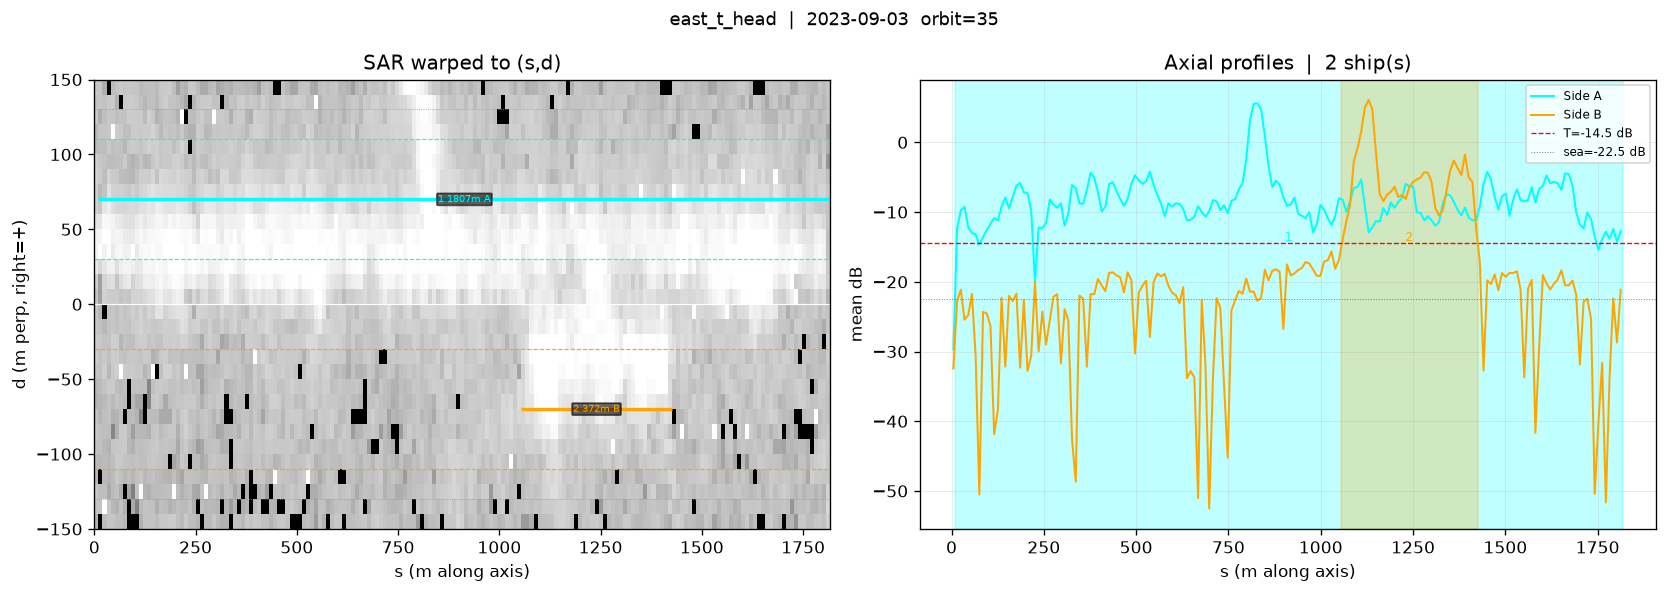 east_t_head | 2023-09-03 orbit=35
SAR warped to (s,d)
150
100
50
0
−50
−100
−150
d (m perp, right=+)
1 1807m A
2 372m B
0 250 500 750 1000 1250 1500 1750
s (m along axis)
Axial profiles | 2 ship(s)
0
−10
−20
−30
−40
−50
mean dB
Side A
Side B
T=-14.5 dB
sea=-22.5 dB
1
2
0 250 500 750 1000 1250 1500 1750
s (m along axis)